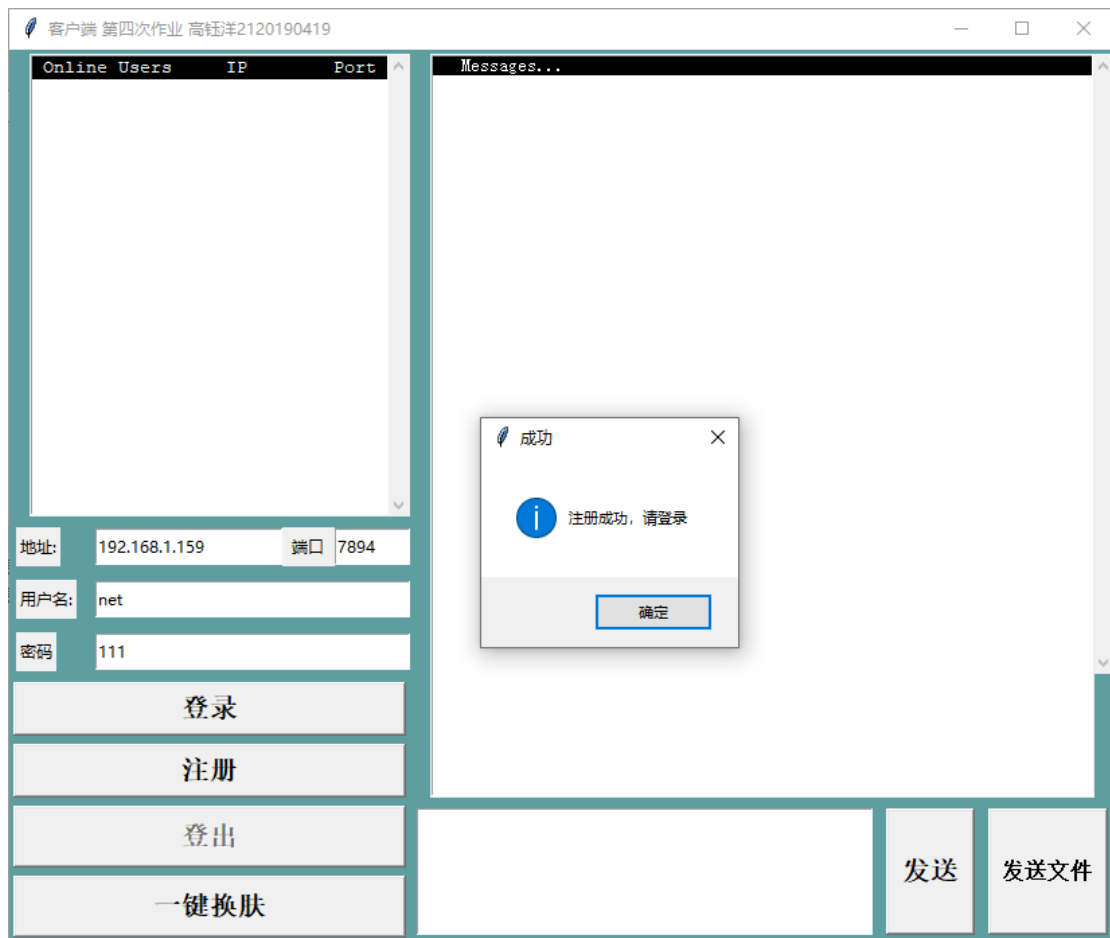 客户端 第四次作业 高钰洋2120190419
Online Users IP Port
Messages...
成功
注册成功，请登录
确定
地址: 192.168.1.159 端口 7894
用户名: net
密码 111
登录
注册
登出
一键换肤
发送
发送文件